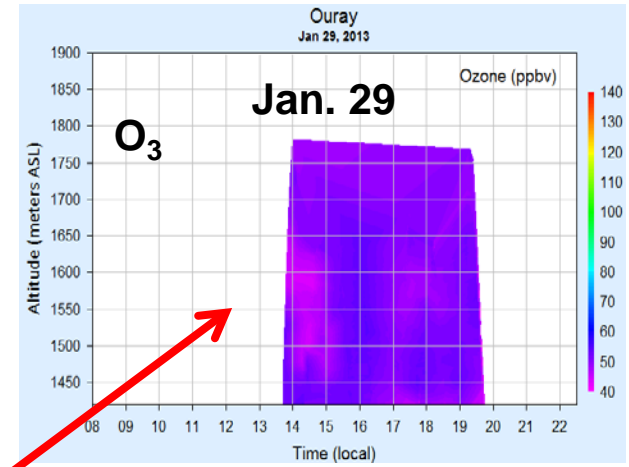 Ouray
Jan 29, 2013
Ozone (ppbv)
Jan. 29
O₃
Altitude (meters ASL)
1900
1850
1800
1750
1700
1650
1600
1550
1500
1450
140
130
120
110
100
90
80
70
60
50
40
08 09 10 11 12 13 14 15 16 17 18 19 20 21 22
Time (local)